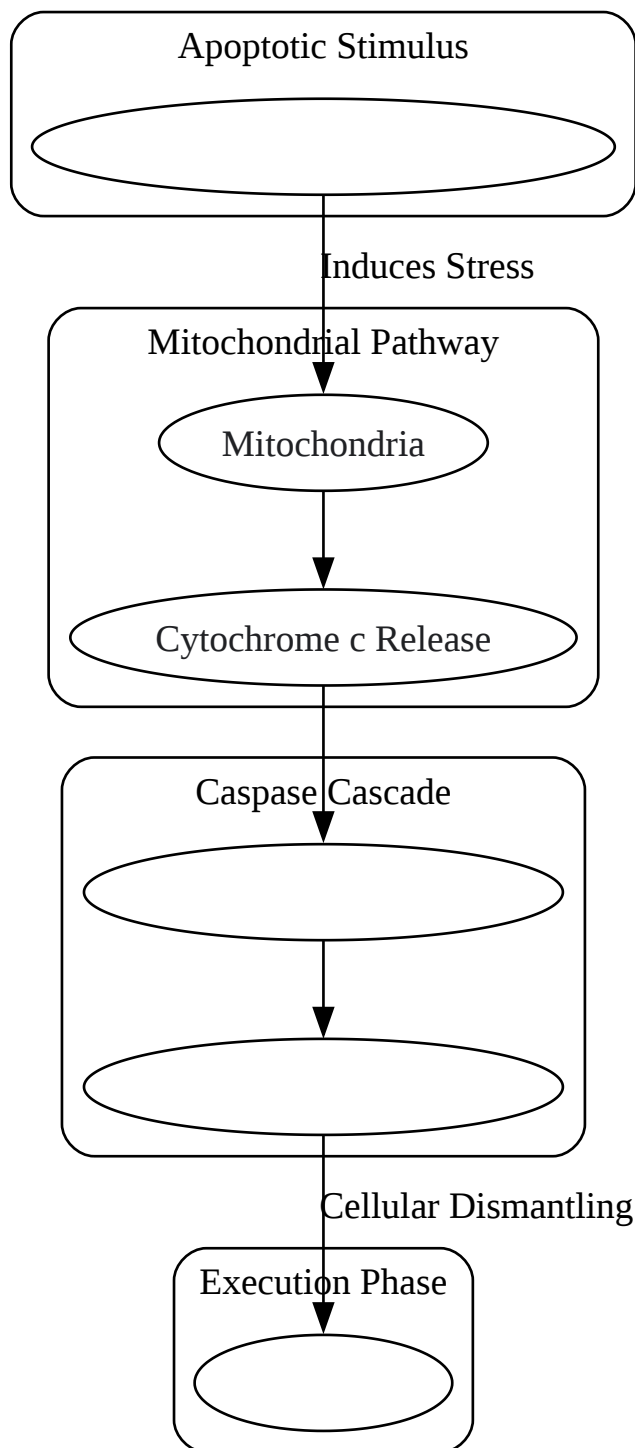 Apoptotic Stimulus
Induces Stress
Mitochondrial Pathway
Mitochondria
Cytochrome c Release
Caspase Cascade
Cellular Dismantling
Execution Phase